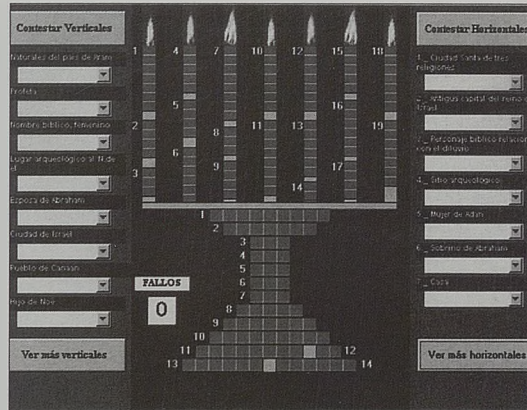 Contestar Verticales
Naturales del pais de Aram
Profeta
Nombre bíblico, femenino
Lugar arqueológico al N.de
el
Esposa de Abraham
Ciudad de Israel
Pueblo de Canaan
Hijo de Noé
Ver más verticales
1 4 7 10 12 15 18
5 16
2 8 11 13 19
6
3 9 17
14
1
2
3
4
5
6
7
8
9
10
11 12
13 14
FALLOS
0
Contestar Horizontales
1 _ Ciudad Santa de tres
religiones
2 _ Antigua capital del reino
Israel
3 _ Personaje bíblico relacion
con el diluvio
4 _ Sitio arqueológico
5 _ Mujer de Adán
6 _ Sobrino de Abraham
7 _ Casa
Ver más horizontales